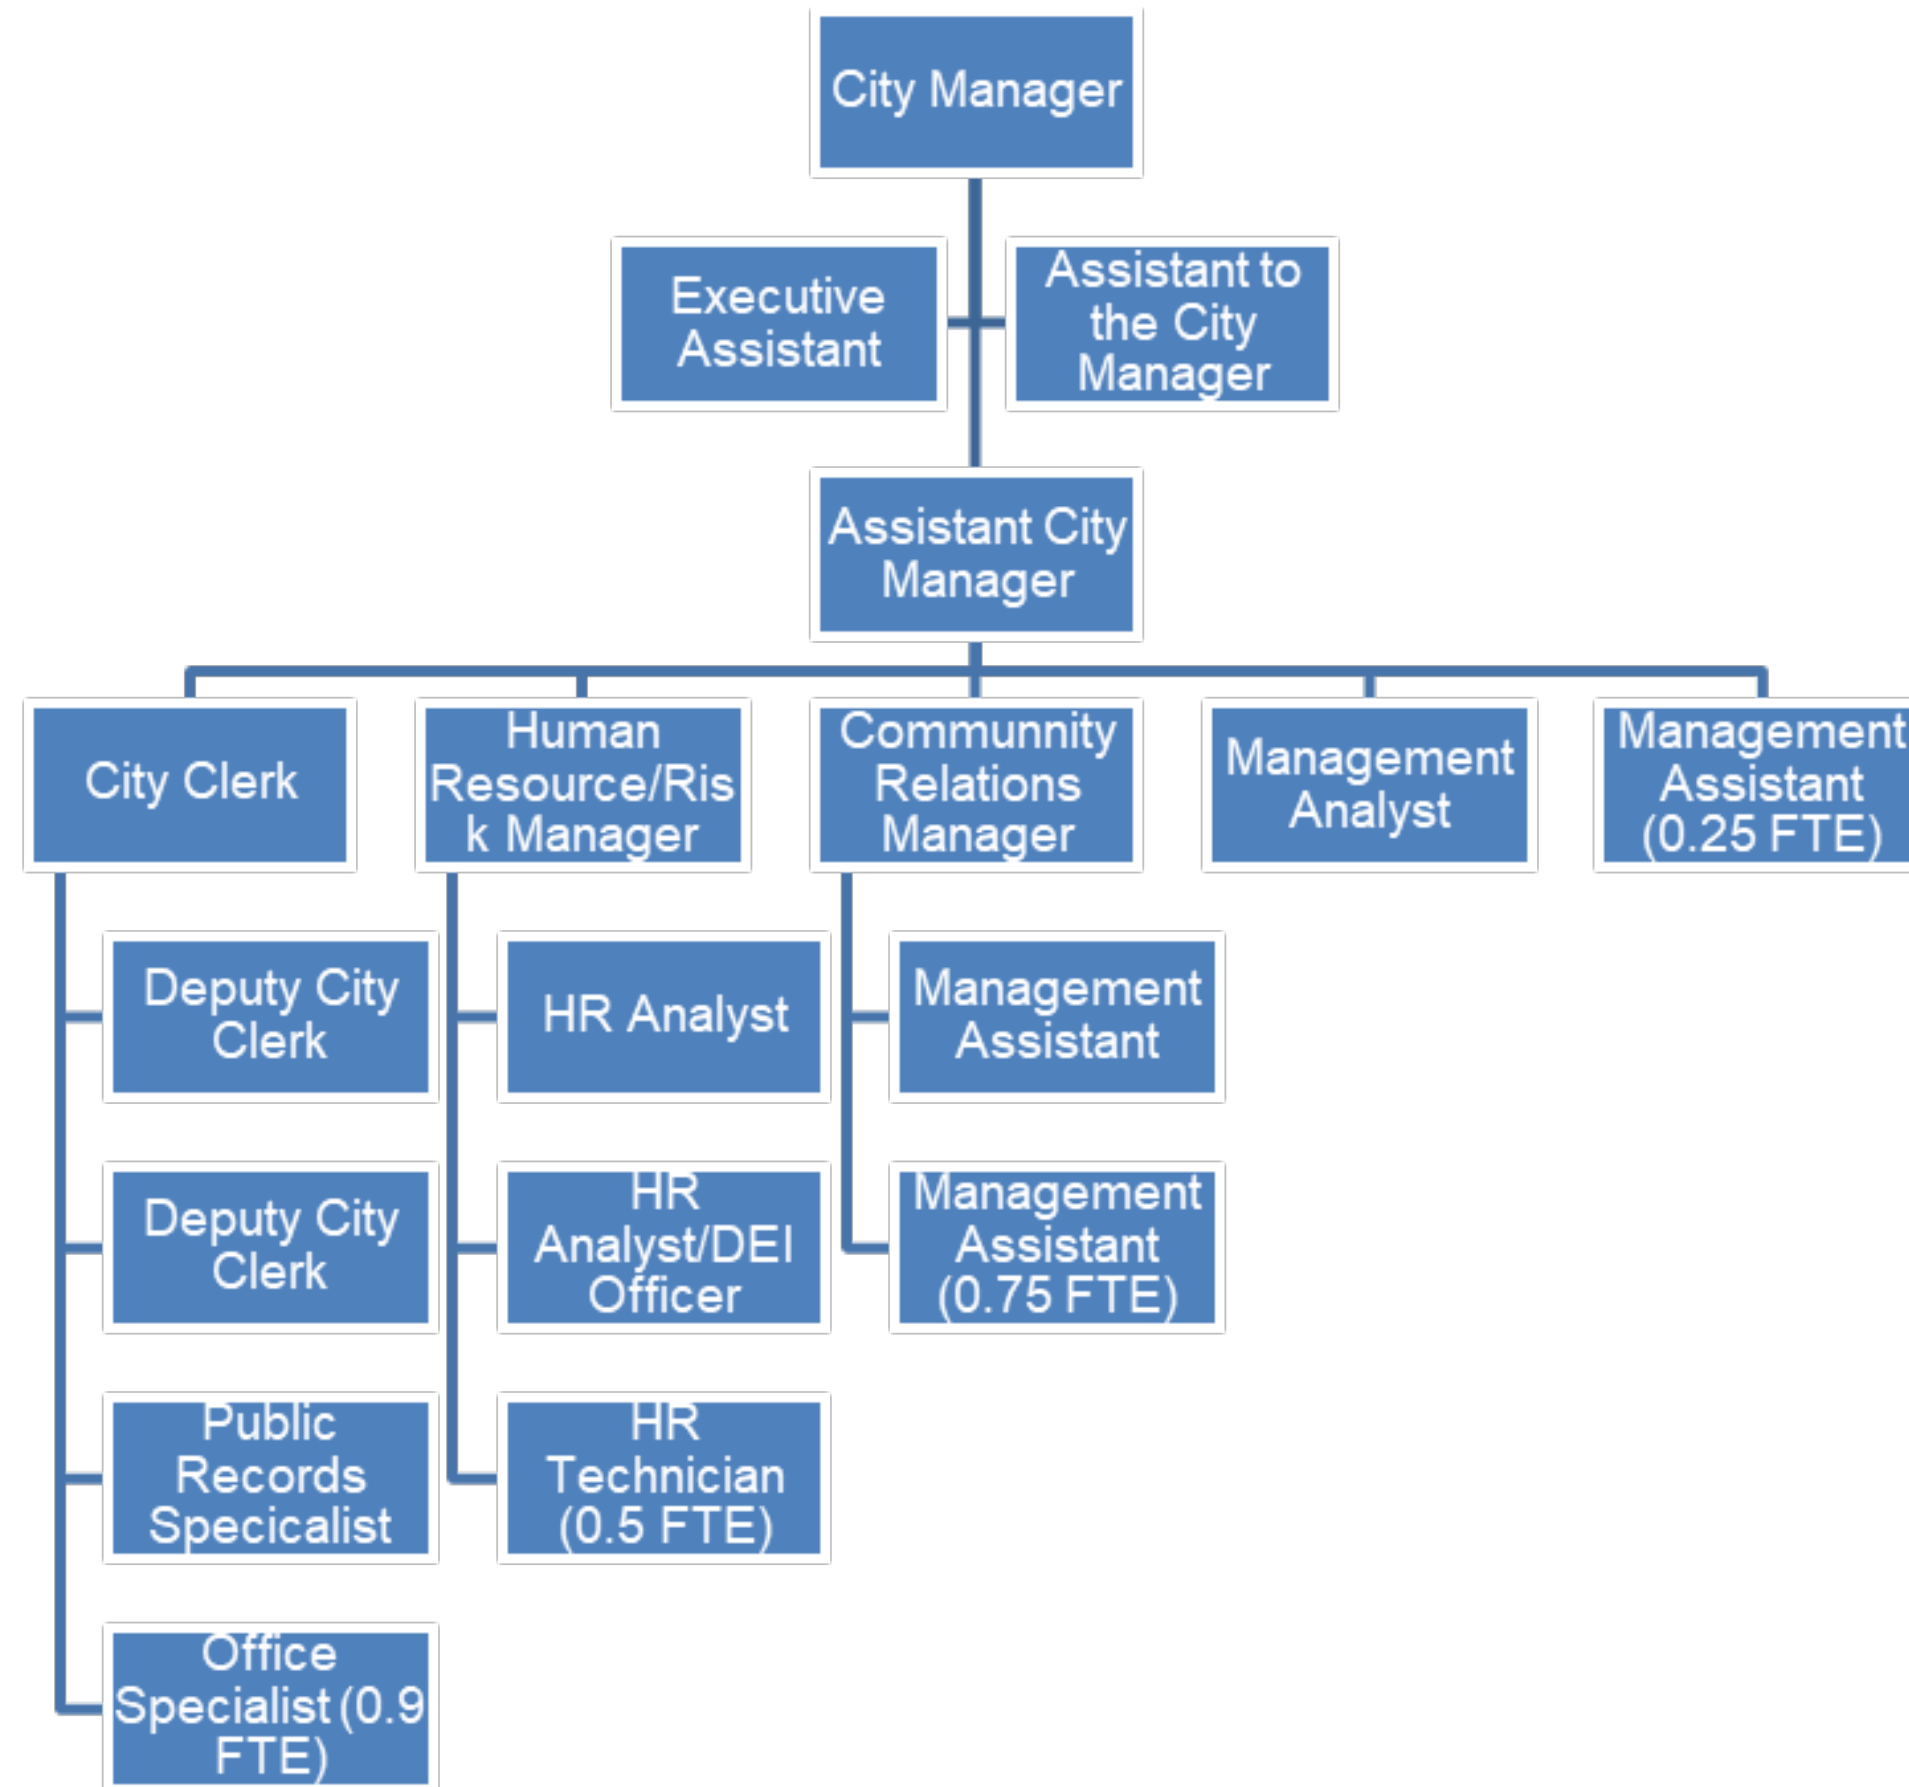 City Manager
Executive
Assistant
Assistant to
the City
Manager
Assistant City
Manager
City Clerk
Human
Resource/Ris
k Manager
Communnity
Relations
Manager
Management
Analyst
Management
Assistant
(0.25 FTE)
Deputy City
Clerk
HR Analyst
Management
Assistant
Deputy City
Clerk
HR
Analyst/DEI
Officer
Management
Assistant
(0.75 FTE)
Public
Records
Specicalist
HR
Technician
(0.5 FTE)
Office
Specialist (0.9
FTE)